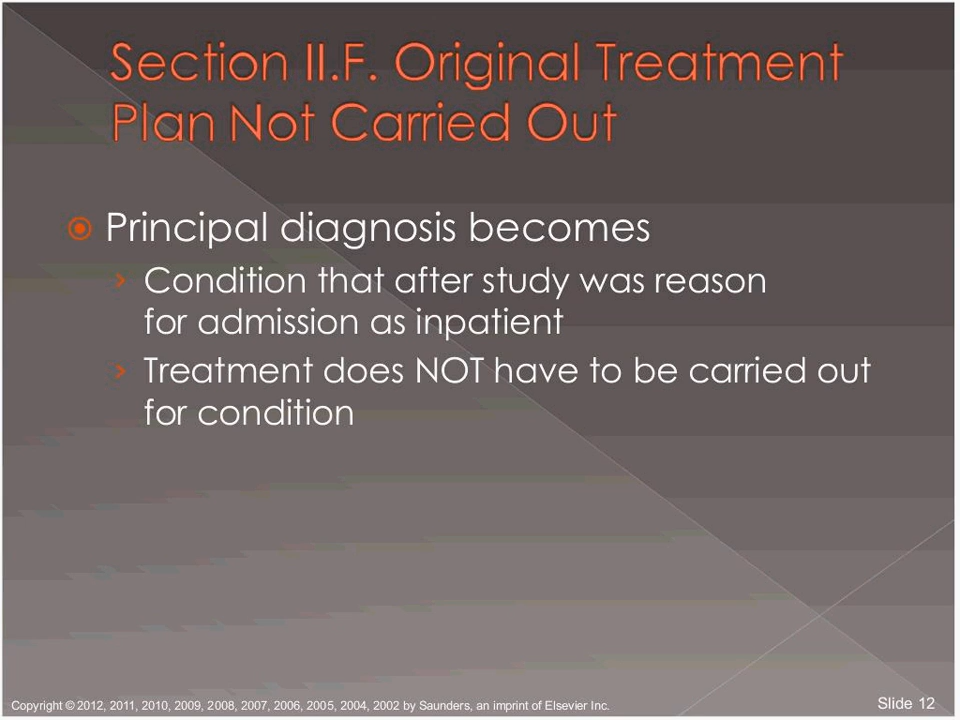 Section II.F. Original Treatment
Plan Not Carried Out
Principal diagnosis becomes
Condition that after study was reason
for admission as inpatient
Treatment does NOT have to be carried out
for condition
Copyright © 2012, 2011, 2010, 2009, 2008, 2007, 2006, 2005, 2004, 2002 by Saunders, an imprint of Elsevier Inc.
Slide 12